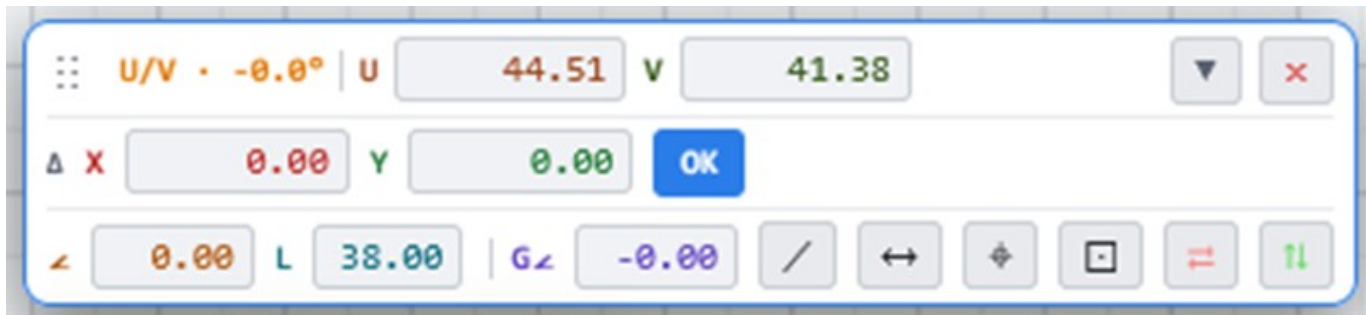 U/V · -0.0° U 44.51 V 41.38 ▼ ×
Δ X 0.00 Y 0.00 OK
∠ 0.00 L 38.00 G∠ -0.00